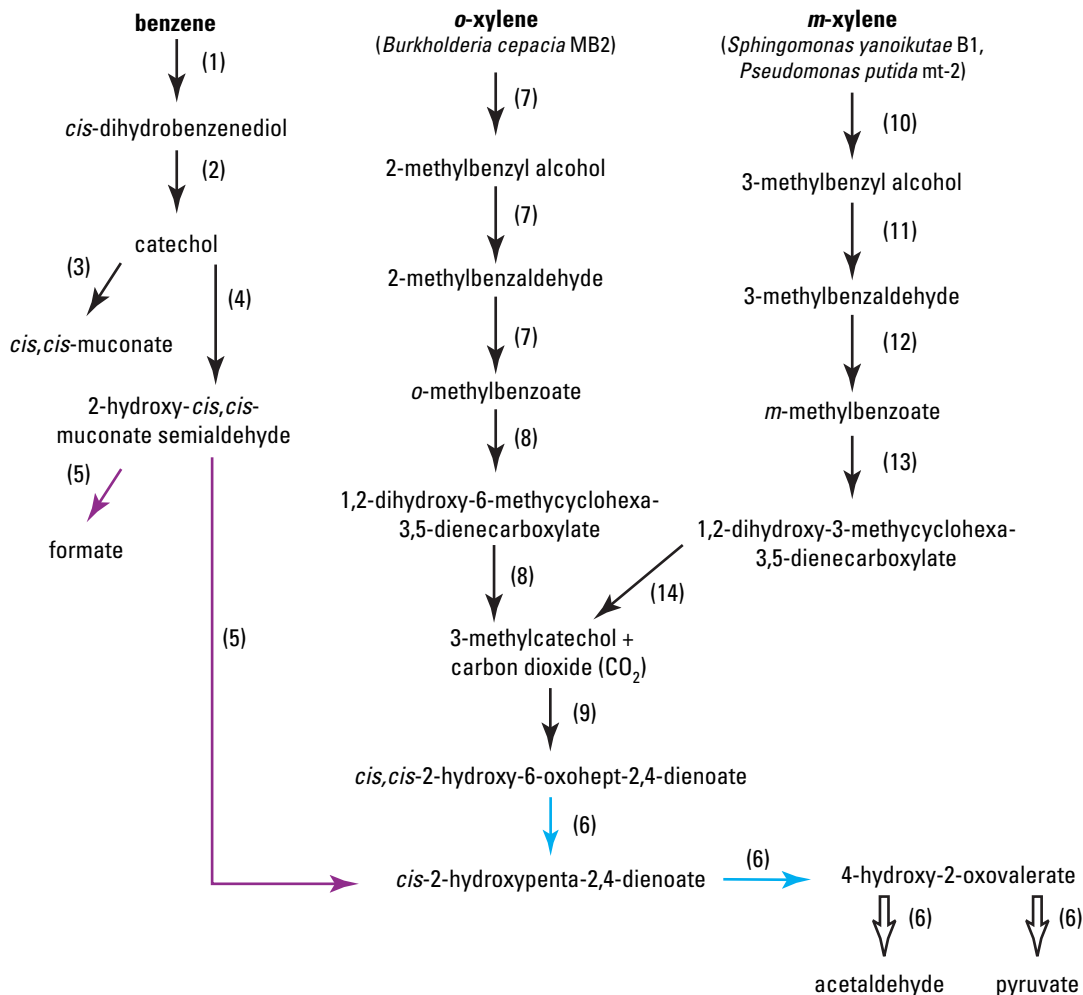 benzene
(1)
cis-dihydrobenzenediol
(2)
catechol
(3)
(4)
cis,cis-muconate
2-hydroxy-cis,cis-
muconate semialdehyde
(5)
formate
(5)
o-xylene
(Burkholderia cepacia MB2)
(7)
2-methylbenzyl alcohol
(7)
2-methylbenzaldehyde
(7)
o-methylbenzoate
(8)
1,2-dihydroxy-6-methycyclohexa-
3,5-dienecarboxylate
(8)
m-xylene
(Sphingomonas yanoikutae B1,
Pseudomonas putida mt-2)
(10)
3-methylbenzyl alcohol
(11)
3-methylbenzaldehyde
(12)
m-methylbenzoate
(13)
1,2-dihydroxy-3-methycyclohexa-
3,5-dienecarboxylate
(14)
3-methylcatechol +
carbon dioxide (CO2)
(9)
cis,cis-2-hydroxy-6-oxohept-2,4-dienoate
(6)
cis-2-hydroxypenta-2,4-dienoate
(6)
4-hydroxy-2-oxovalerate
(6)
(6)
acetaldehyde
pyruvate